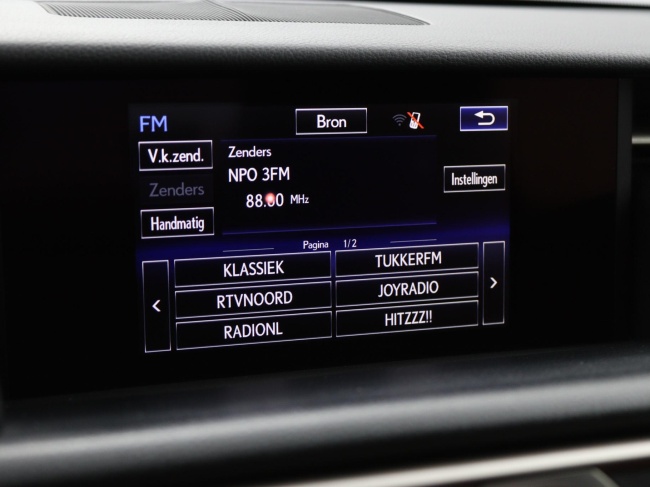 FM
Bron
V.k.zend.
Zenders
NPO 3FM
Zenders
88.00 MHz
Instellingen
Handmatig
Pagina 1/2
KLASSIEK
TUKKERFM
RTVNOORD
JOYRADIO
RADIONL
HITZZZ!!